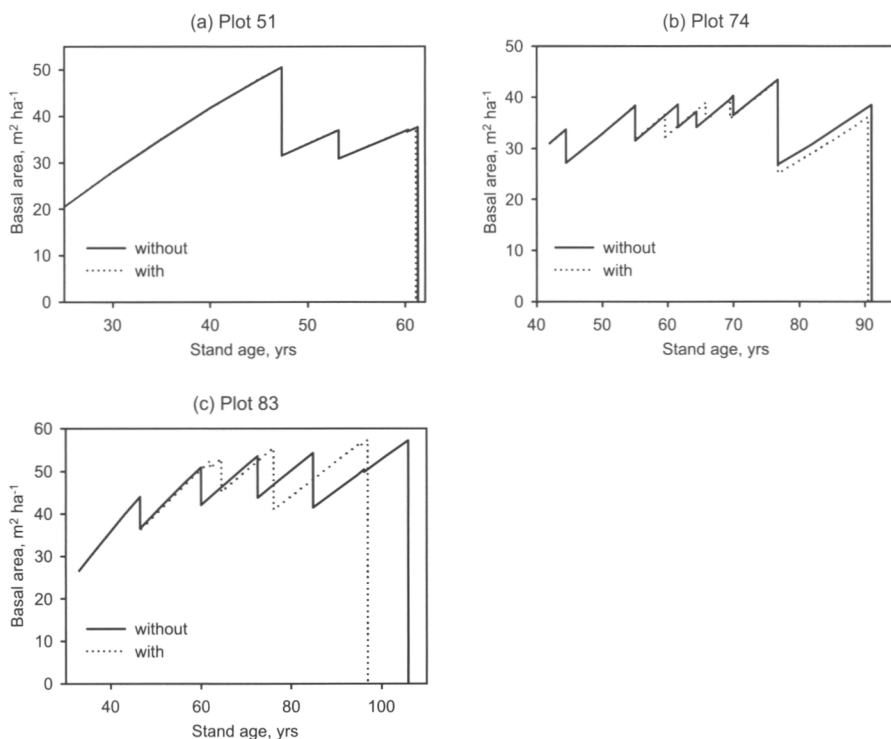 (a) Plot 51
Basal area, m² ha⁻¹
50
40
30
20
10
0
without
with
30 40 50 60
Stand age, yrs
(b) Plot 74
Basal area, m² ha⁻¹
50
40
30
20
10
0
without
with
40 50 60 70 80 90
Stand age, yrs
(c) Plot 83
Basal area, m² ha⁻¹
60
50
40
30
20
10
0
without
with
40 60 80 100
Stand age, yrs